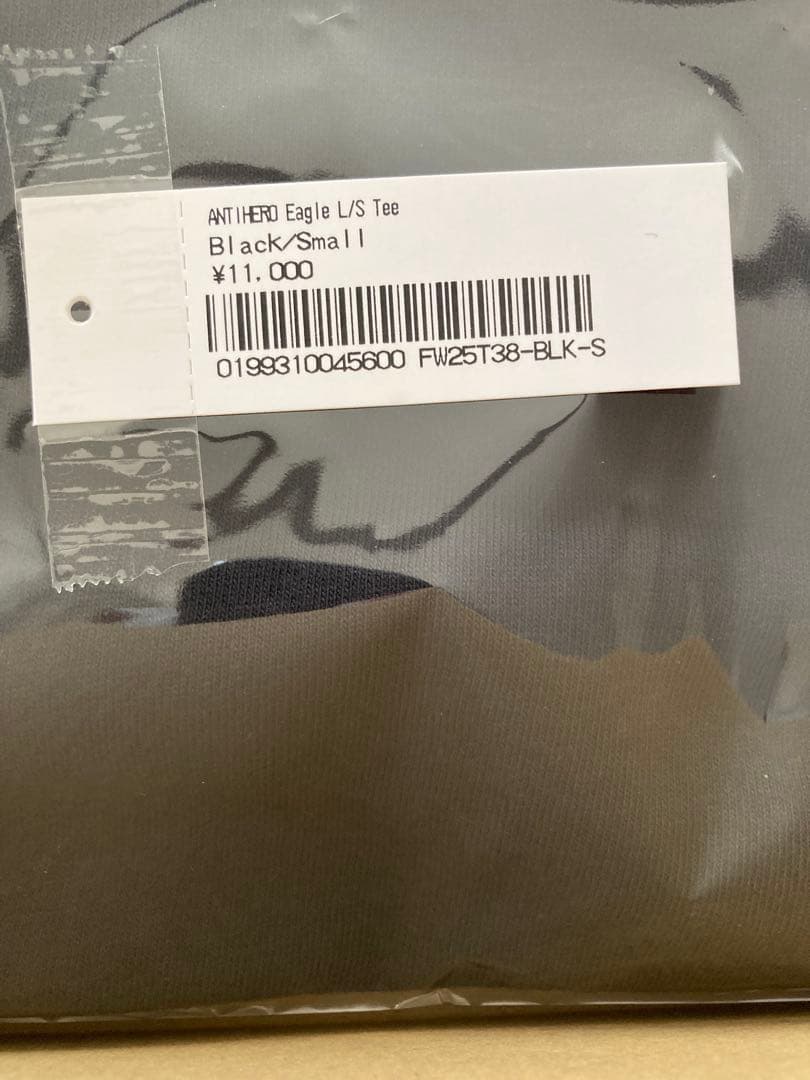 ANTIHERO Eagle L/S Tee
Black/Small
¥11,000
0199310045600 FW25T38-BLK-S